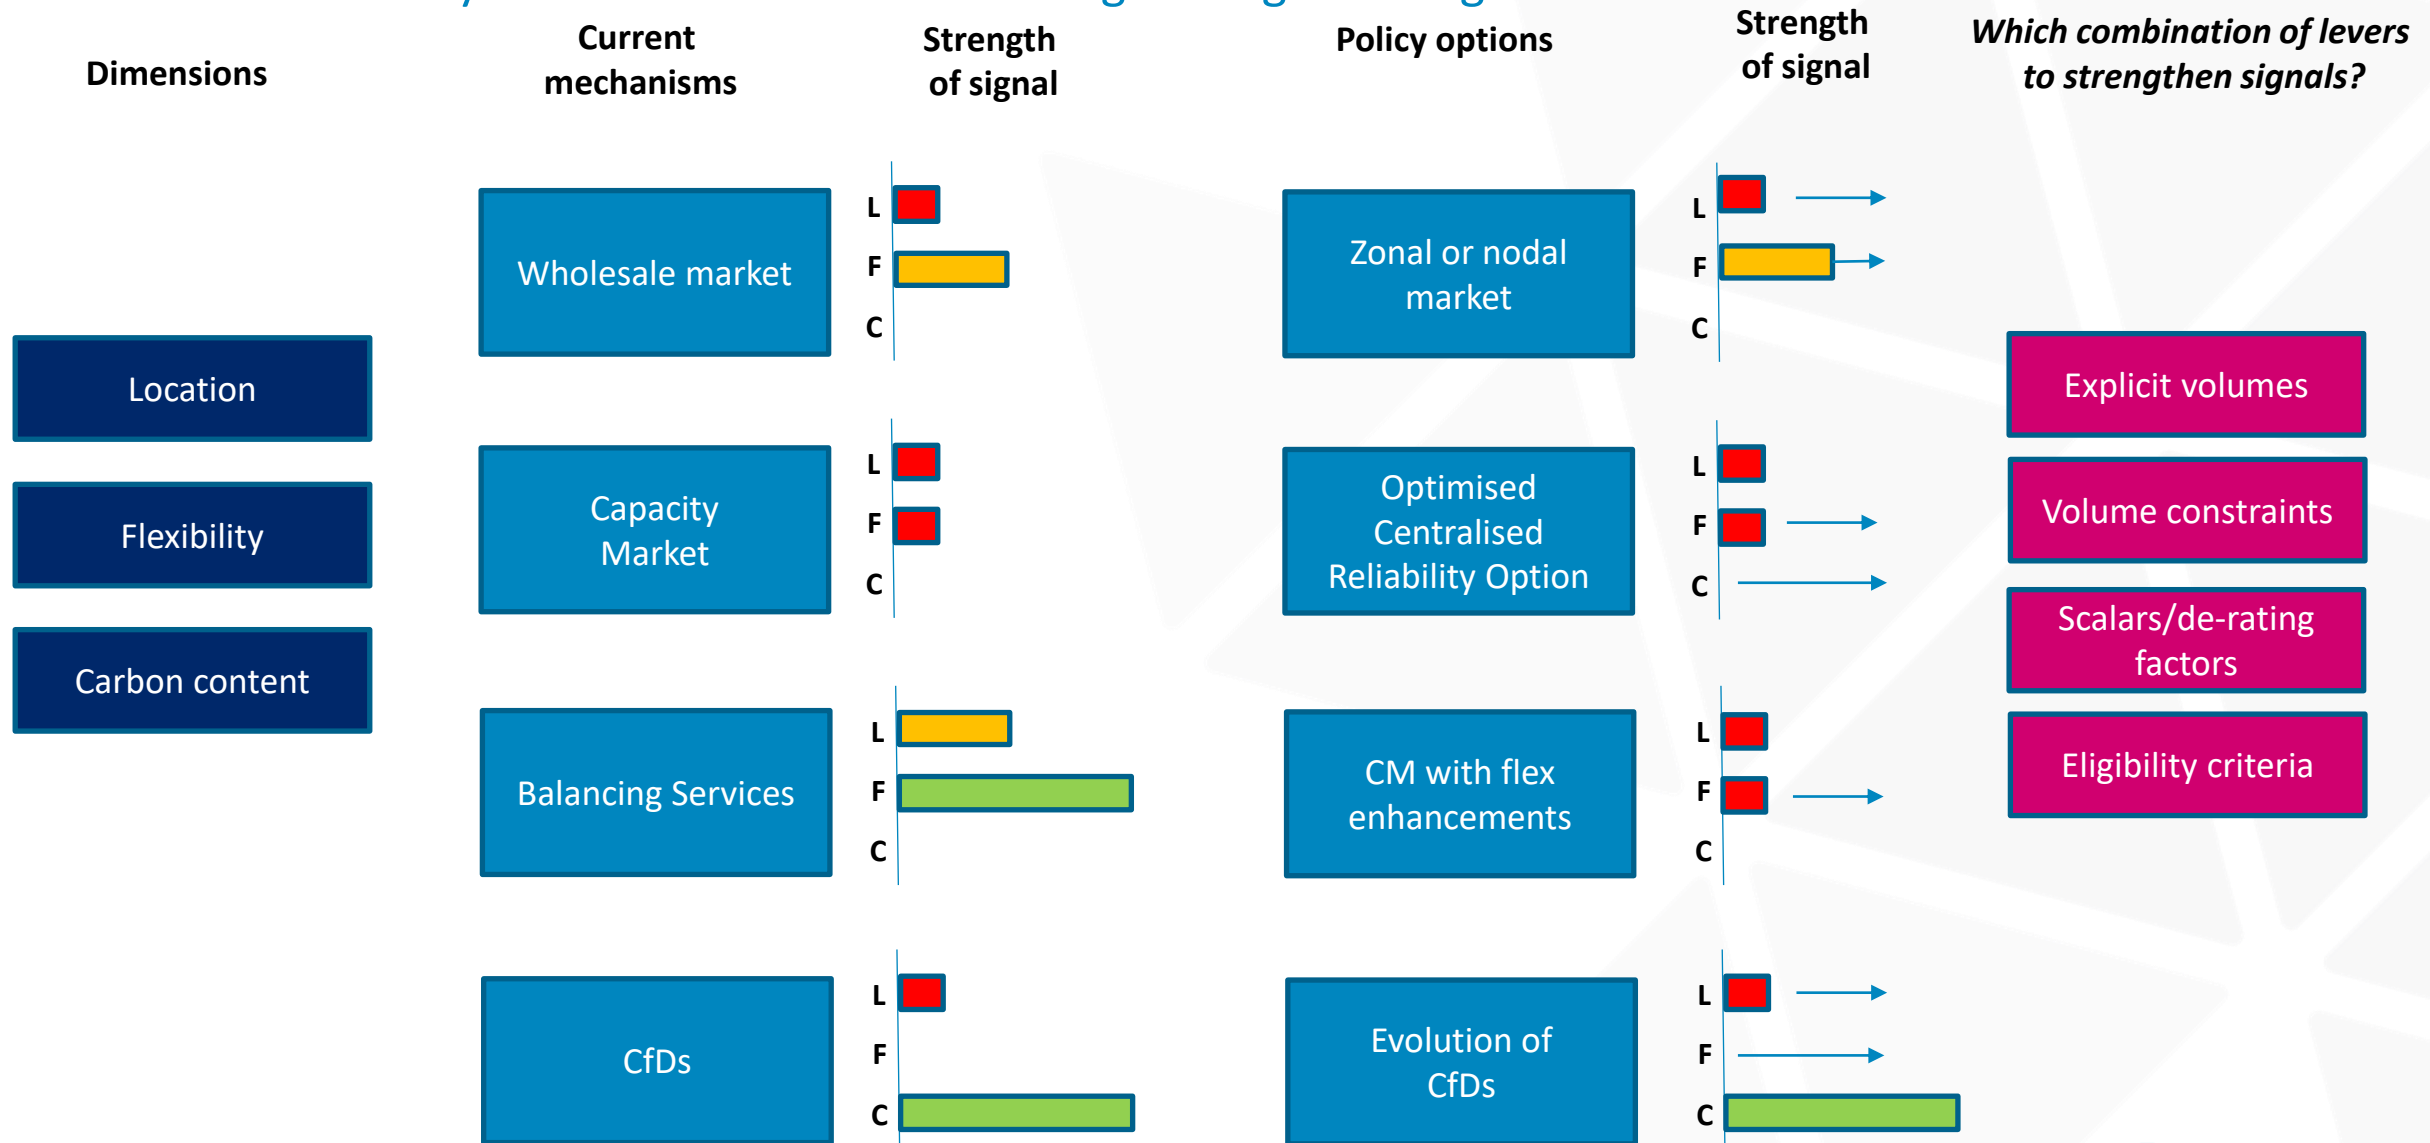 Dimensions
Current
mechanisms
Strength
of signal
Policy options
Strength
of signal
Which combination of levers
to strengthen signals?
Location
Flexibility
Carbon content
Wholesale market
L
F
C
Zonal or nodal
market
L
F
C
Capacity
Market
L
F
C
Optimised
Centralised
Reliability Option
L
F
C
Balancing Services
L
F
C
CM with flex
enhancements
L
F
C
CfDs
L
F
C
Evolution of
CfDs
L
F
C
Explicit volumes
Volume constraints
Scalars/de-rating
factors
Eligibility criteria